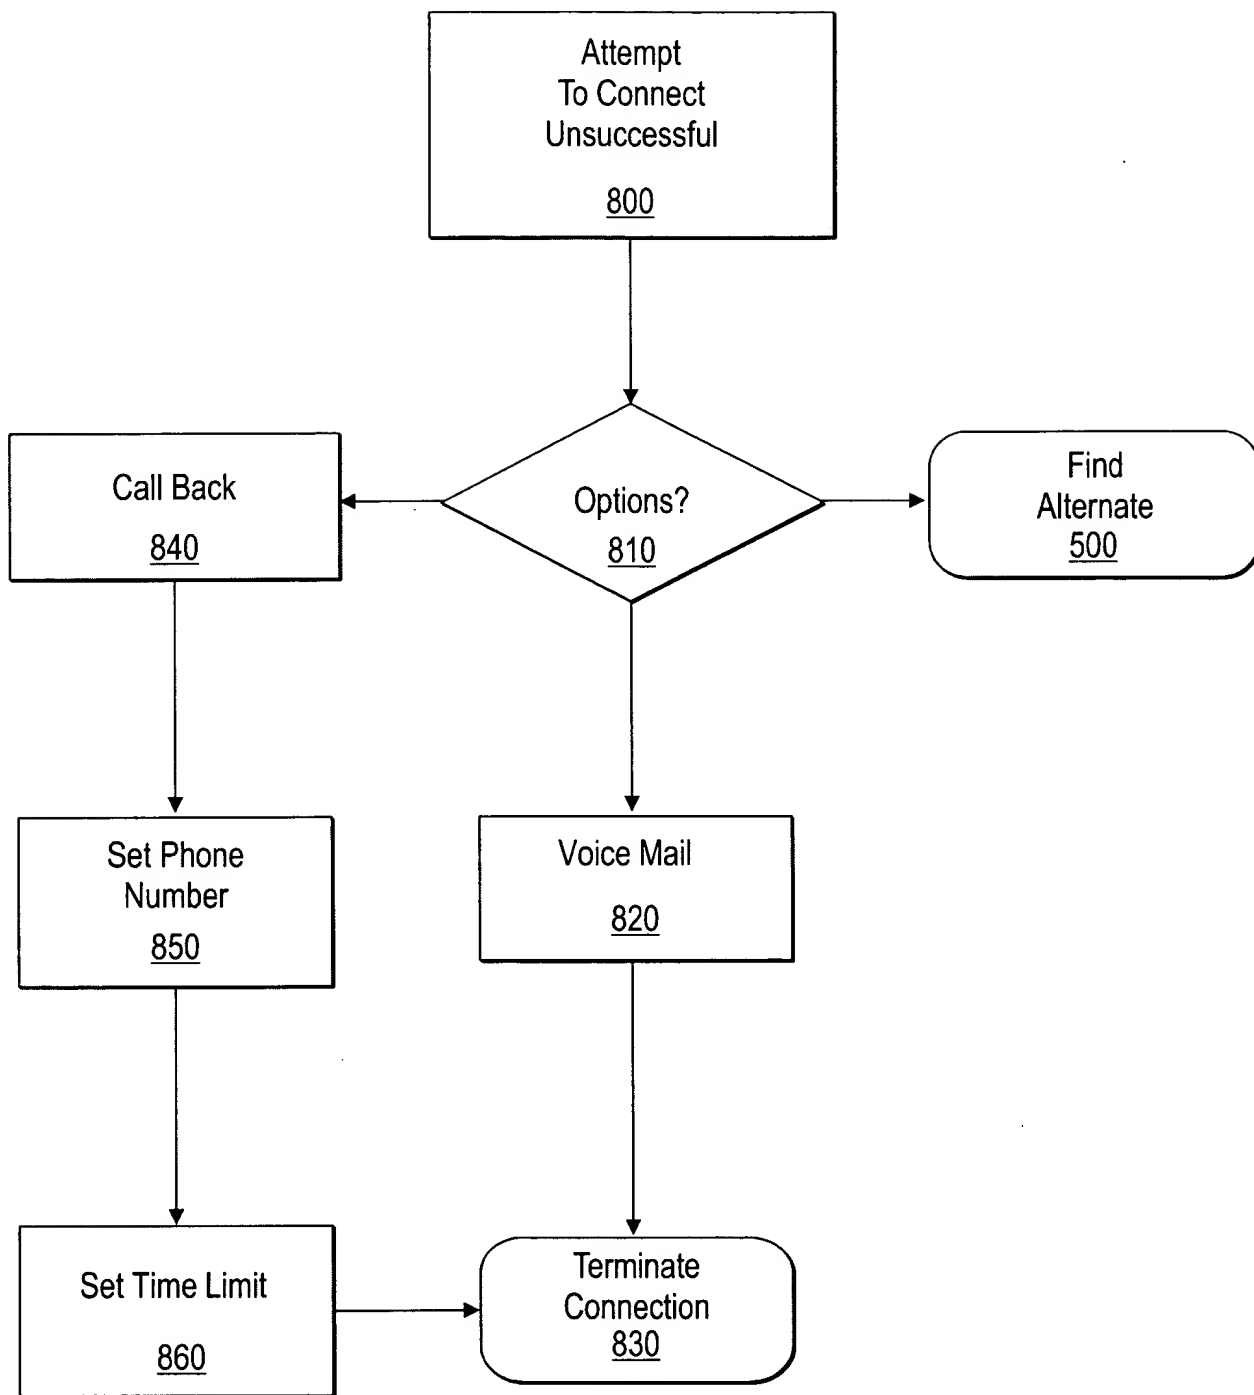 Attempt
To Connect
Unsuccessful
800
Call Back
840
Options?
810
Find
Alternate
500
Set Phone
Number
850
Voice Mail
820
Set Time Limit
860
Terminate
Connection
830